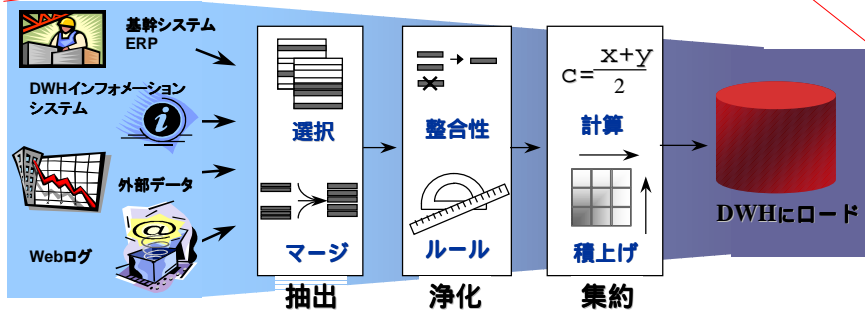 基幹システム
ERP
DWHインフォメーション
システム
外部データ
Webログ
@
i
選択
マージ
抽出
整合性
ルール
浄化
c=x+y/2
計算
積上げ
集約
DWHにロード